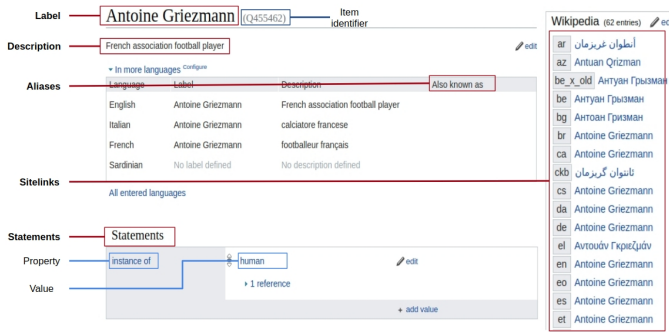 Label
Antoine Griezmann (Q455462)
Item identifier
Description
French association football player
edit
In more languages Configure
Aliases
Language Label Description Also known as
English Antoine Griezmann French association football player
Italian Antoine Griezmann calciatore francese
French Antoine Griezmann footballeur français
Sardinian No label defined No description defined
Sitelinks
All entered languages
Statements
Statements
Property
instance of
human
edit
Value
1 reference
+ add value
Wikipedia (62 entries)
ar أنطوان غريزمان
az Antuan Qrizman
be_x_old Антуан Грызман
be Антуан Грызман
bg Антоан Гризман
br Antoine Griezmann
ca Antoine Griezmann
ckb ئانتوان گریزمان
cs Antoine Griezmann
da Antoine Griezmann
de Antoine Griezmann
el Αντουάν Γκριεζμάν
en Antoine Griezmann
eo Antoine Griezmann
es Antoine Griezmann
et Antoine Griezmann